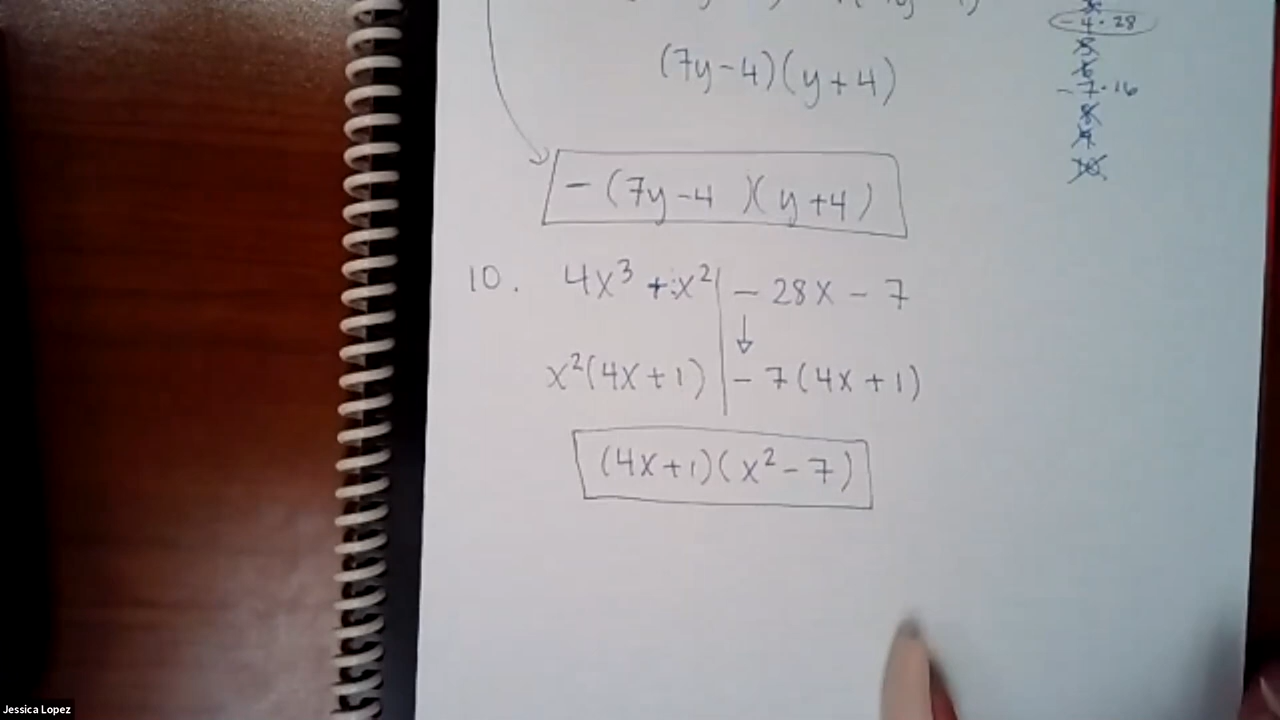 -4·28
(7y-4)(y+4)
-7·16
-(7y-4)(y+4)
10. 4x³ + x² | - 28x - 7
x²(4x+1) | - 7(4x+1)
(4x+1)(x²-7)
Jessica Lopez